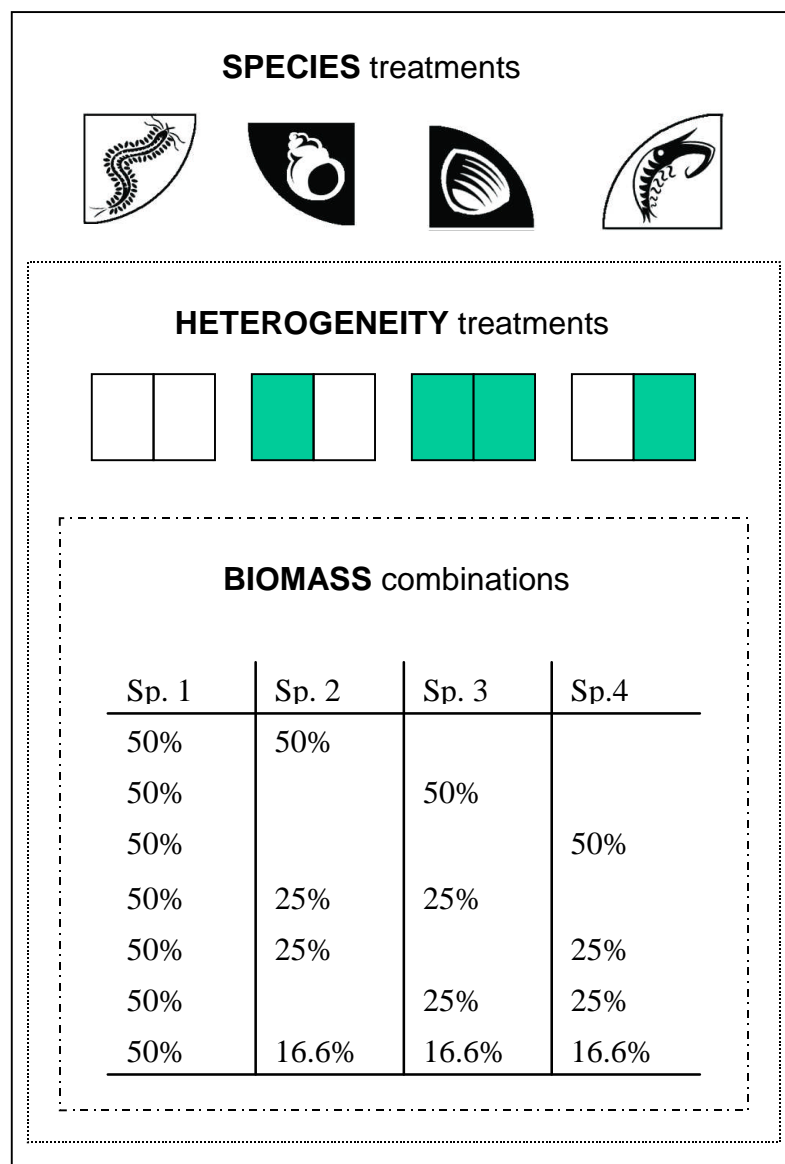 SPECIES treatments
HETEROGENEITY treatments
BIOMASS combinations
Sp. 1 Sp. 2 Sp. 3 Sp.4
50% 50%
50% 50%
50% 50%
50% 25% 25%
50% 25% 25%
50% 25% 25%
50% 16.6% 16.6% 16.6%